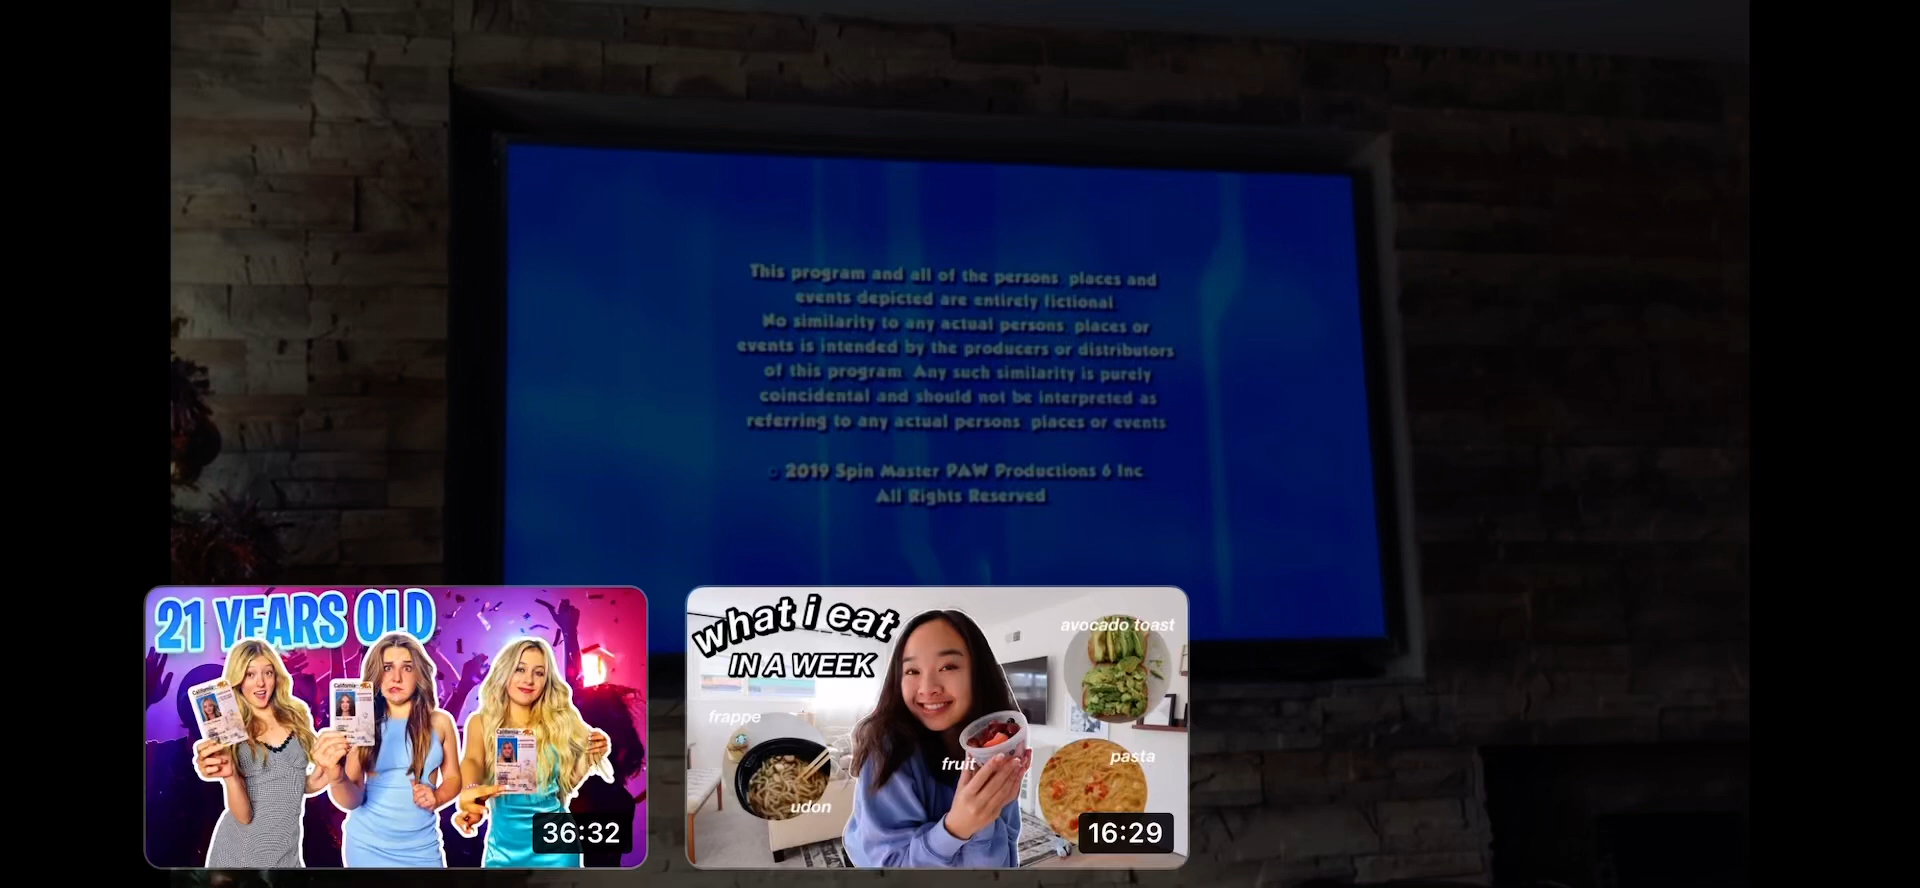 This program and all of the persons places and
events depicted are entirely fictional
No similarity to any actual persons places or
events is intended by the producers or distributors
of this program Any such similarity is purely
coincidental and should not be interpreted as
referring to any actual persons places or events
© 2019 Spin Master PAW Productions 6 Inc
All Rights Reserved
21 YEARS OLD
California
California
California
36:32
what i eat
IN A WEEK
avocado toast
frappe
fruit
pasta
udon
16:29